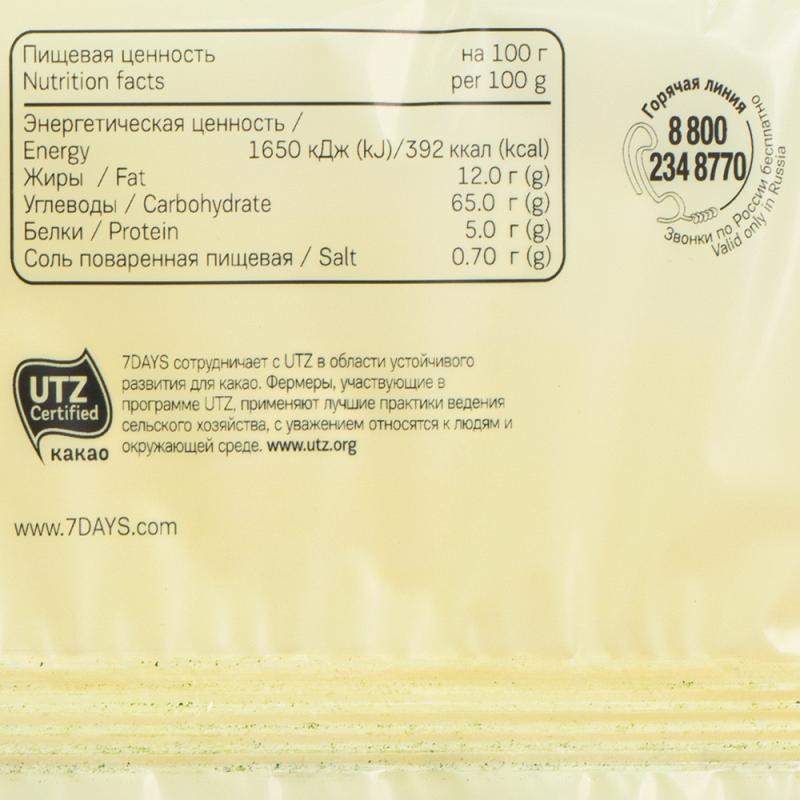 Пищевая ценность на 100 г
Nutrition facts per 100 g
Энергетическая ценность /
Energy 1650 кДж (kJ)/392 ккал (kcal)
Жиры / Fat 12.0 г (g)
Углеводы / Carbohydrate 65.0 г (g)
Белки / Protein 5.0 г (g)
Соль поваренная пищевая / Salt 0.70 г (g)
Горячая линия
8 800
234 8770
Звонки по России бесплатно
Valid only in Russia
UTZ
Certified
какао
7DAYS сотрудничает с UTZ в области устойчивого
развития для какао. Фермеры, участвующие в
программе UTZ, применяют лучшие практики ведения
сельского хозяйства, с уважением относятся к людям и
окружающей среде. www.utz.org
www.7DAYS.com